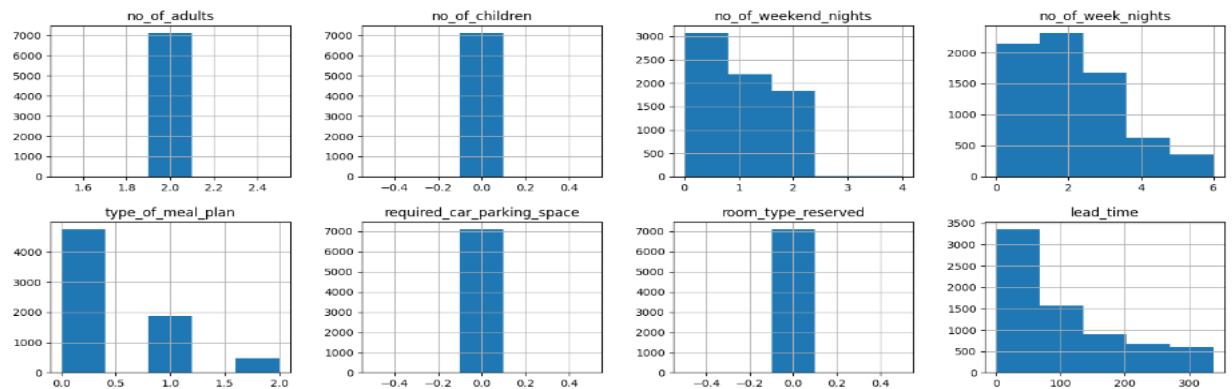 no_of_adults no_of_children no_of_weekend_nights no_of_week_nights
7000 7000 3000
6000 6000 2500 2000
5000 5000 2000 1500
4000 4000 1500
3000 3000 1000 1000
2000 2000 500 500
1000 1000
0 0 0 0
1.6 1.8 2.0 2.2 2.4 −0.4 −0.2 0.0 0.2 0.4 0 1 2 3 4 0 2 4 6
type_of_meal_plan required_car_parking_space room_type_reserved lead_time
7000 7000 3500
4000 6000 6000 3000
5000 5000 2500
3000 4000 4000 2000
2000 3000 3000 1500
2000 2000 1000
1000 1000 1000 500
0 0 0 0
0.0 0.5 1.0 1.5 2.0 −0.4 −0.2 0.0 0.2 0.4 −0.4 −0.2 0.0 0.2 0.4 0 100 200 300